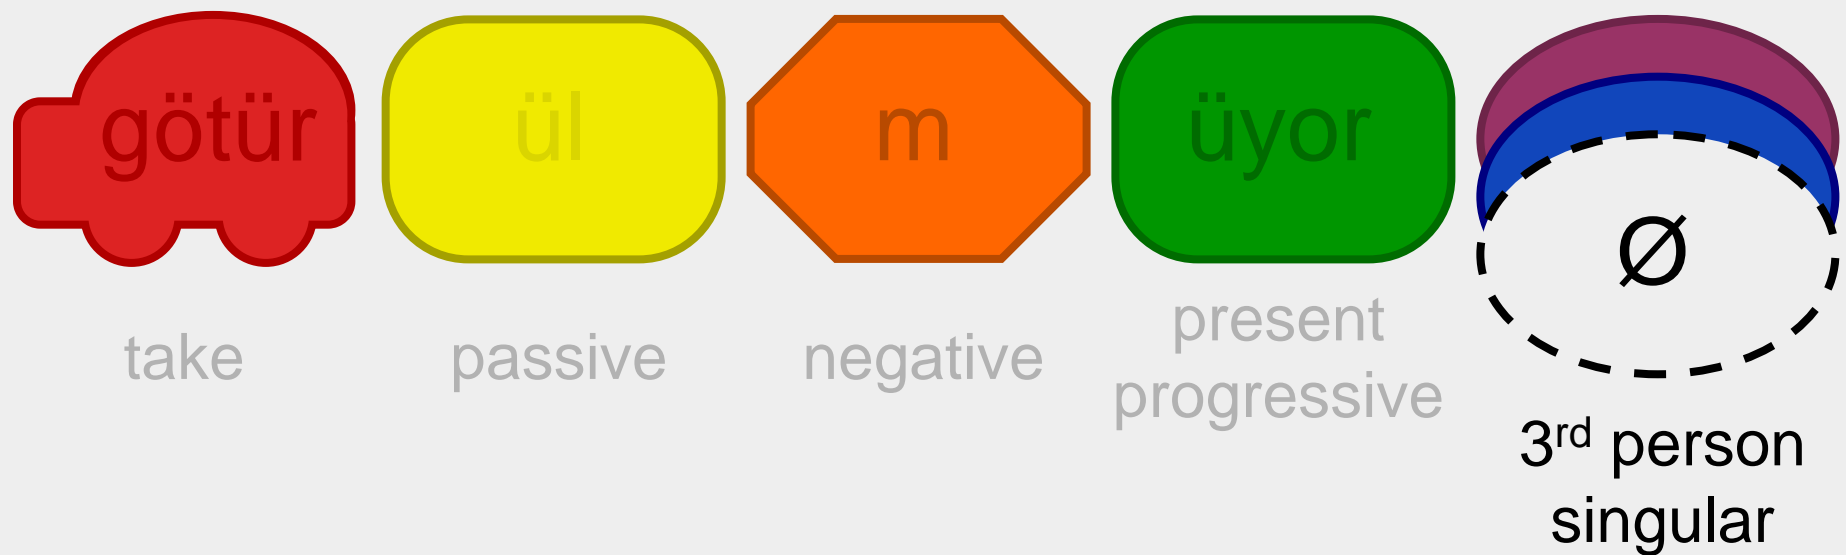 götür ül m üyor
Ø
take passive negative present progressive
3rd person singular